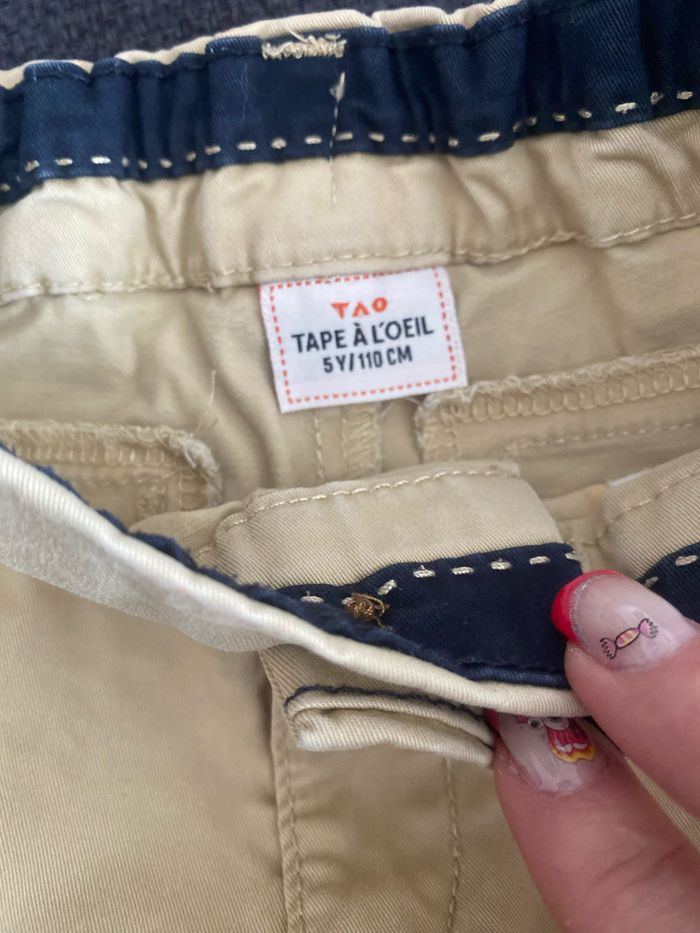 TAO
TAPE À L'OEIL
5Y/110 CM